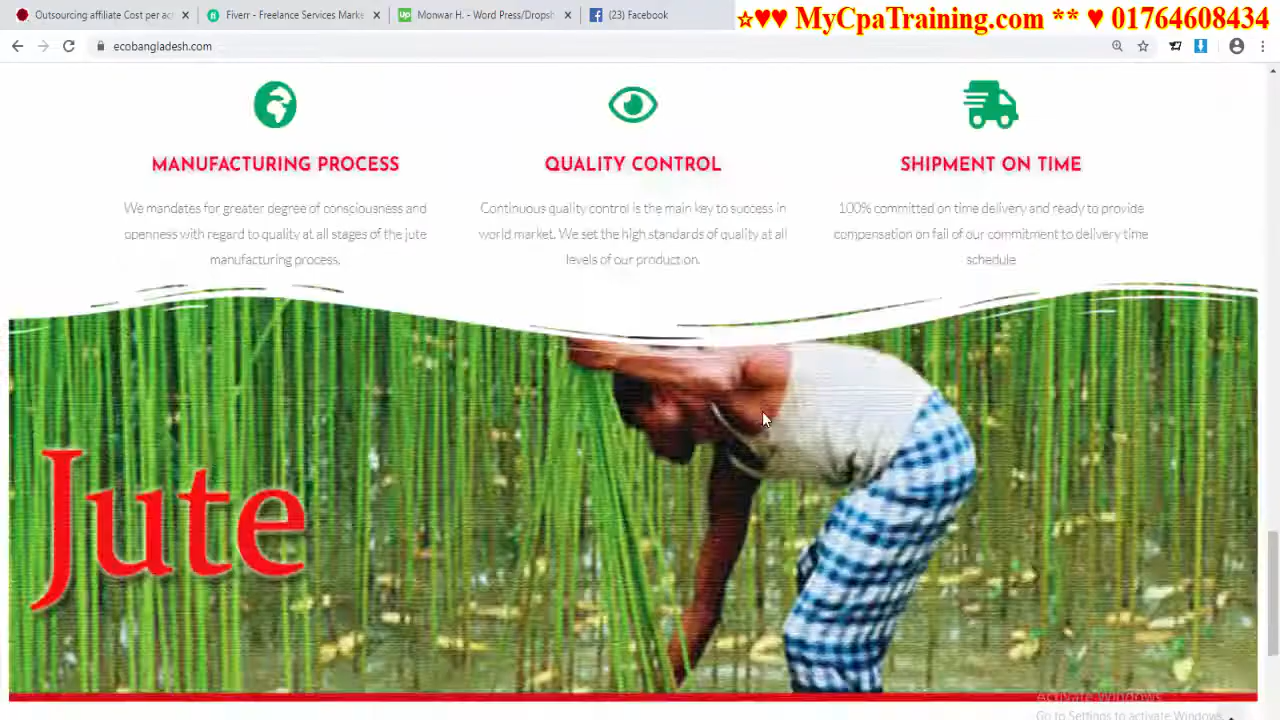 Outsourcing affiliate Cost per ac
Fiverr - Freelance Services Marke
Monwar H. - Word Press/Dropsh
(23) Facebook
☆♥♥ MyCpaTraining.com ** ♥ 01764608434
ecobangladesh.com
MANUFACTURING PROCESS
We mandates for greater degree of consciousness and
openness with regard to quality at all stages of the jute
manufacturing process.
QUALITY CONTROL
Continuous quality control is the main key to success in
world market. We set the high standards of quality at all
levels of our production.
SHIPMENT ON TIME
100% committed on time delivery and ready to provide
compensation on fail of our commitment to delivery time
schedule
Jute
Activate Windows
Go to Settings to activate Windows.